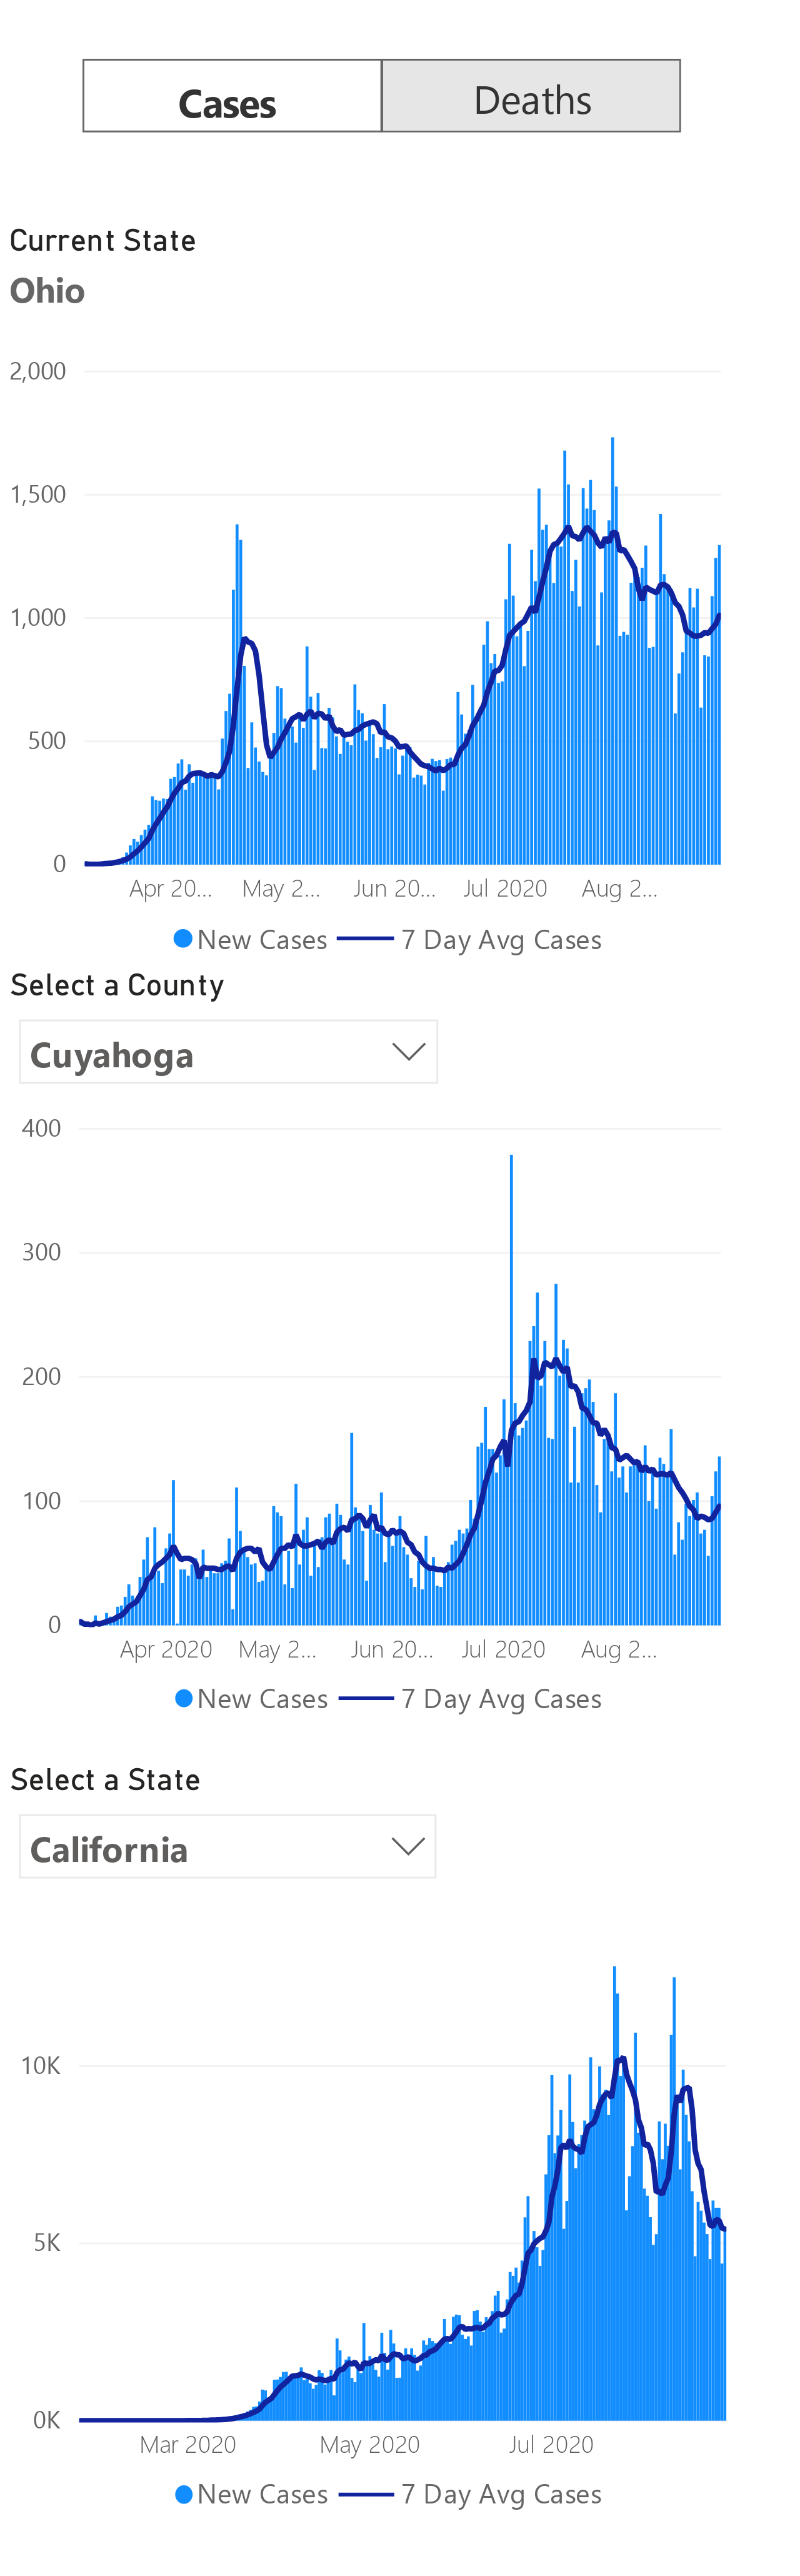 Cases Deaths
Current State
Ohio
2,000
1,500
1,000
500
0
Apr 20... May 2... Jun 20... Jul 2020 Aug 2...
New Cases 7 Day Avg Cases
Select a County
Cuyahoga
400
300
200
100
0
Apr 2020 May 2... Jun 20... Jul 2020 Aug 2...
New Cases 7 Day Avg Cases
Select a State
California
10K
5K
0K
Mar 2020 May 2020 Jul 2020
New Cases 7 Day Avg Cases